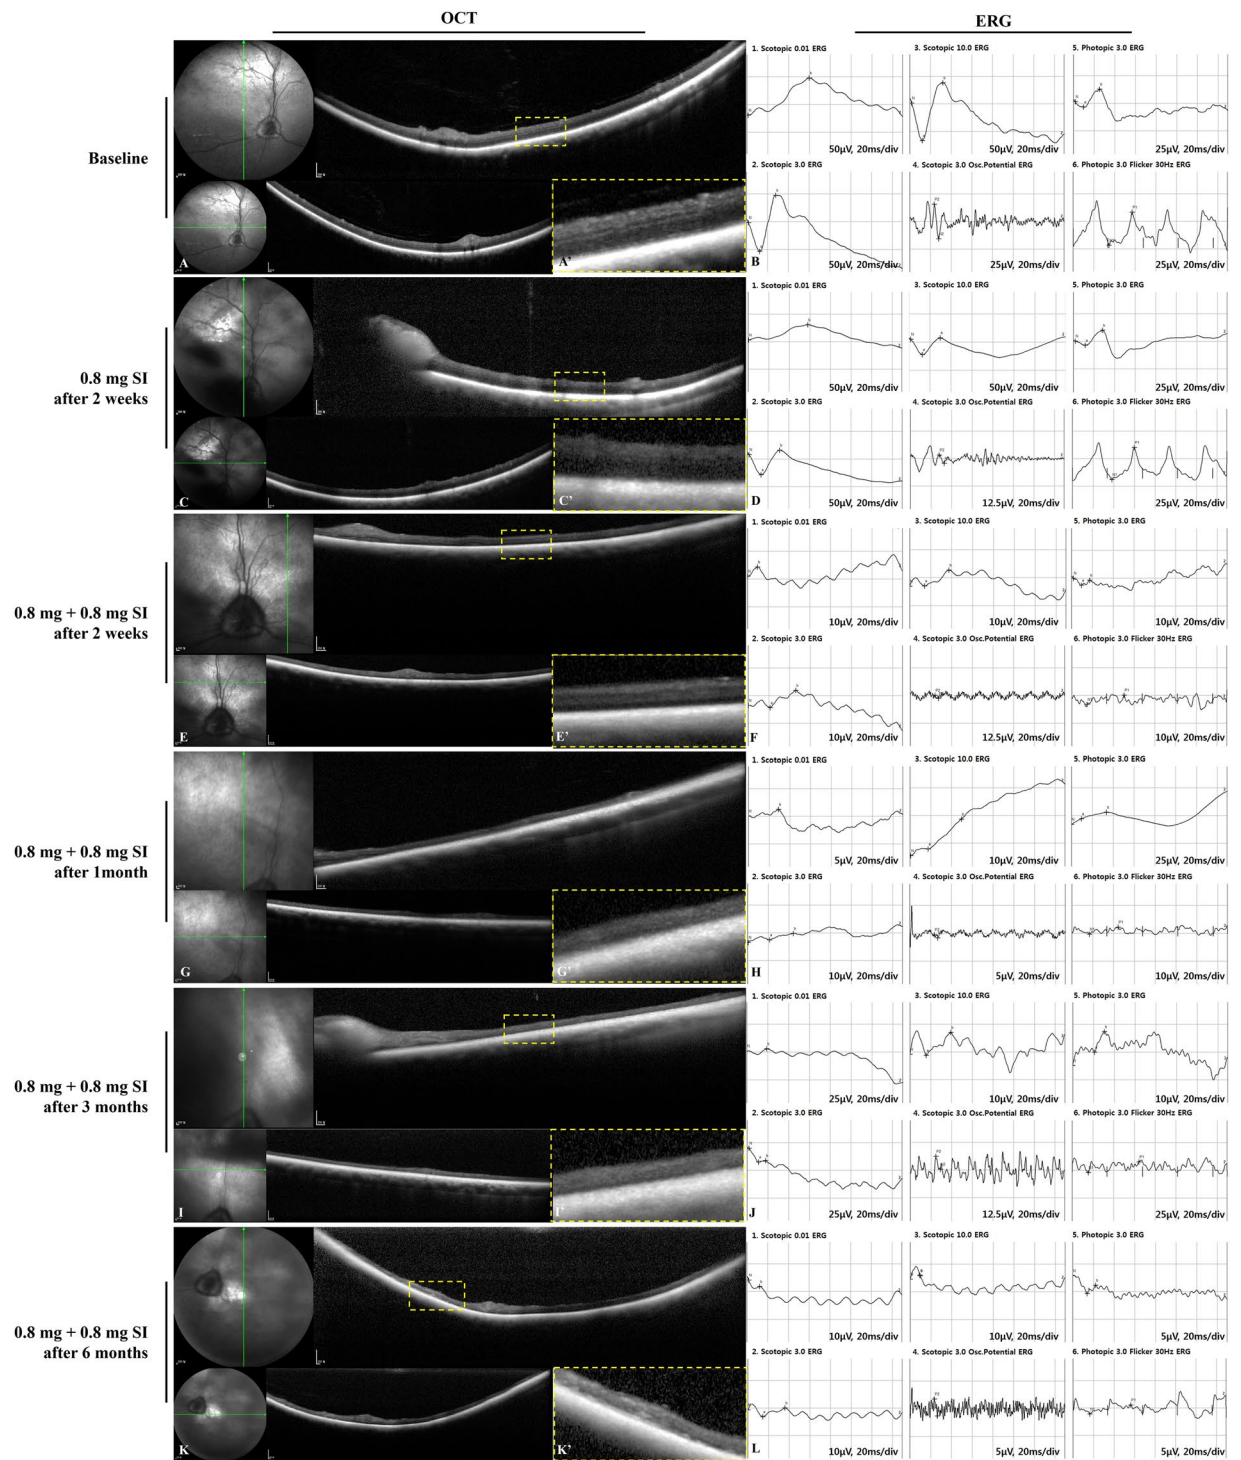 OCT
ERG
Baseline
A
A'
1. Scotopic 0.01 ERG
50μV, 20ms/div
3. Scotopic 10.0 ERG
50μV, 20ms/div
5. Photopic 3.0 ERG
25μV, 20ms/div
2. Scotopic 3.0 ERG
B
50μV, 20ms/div
4. Scotopic 3.0 Osc.Potential ERG
25μV, 20ms/div
6. Photopic 3.0 Flicker 30Hz ERG
25μV, 20ms/div
0.8 mg SI
after 2 weeks
C
C'
1. Scotopic 0.01 ERG
50μV, 20ms/div
3. Scotopic 10.0 ERG
50μV, 20ms/div
5. Photopic 3.0 ERG
25μV, 20ms/div
2. Scotopic 3.0 ERG
D
50μV, 20ms/div
4. Scotopic 3.0 Osc.Potential ERG
12.5μV, 20ms/div
6. Photopic 3.0 Flicker 30Hz ERG
25μV, 20ms/div
0.8 mg + 0.8 mg SI
after 2 weeks
E
E'
1. Scotopic 0.01 ERG
10μV, 20ms/div
3. Scotopic 10.0 ERG
10μV, 20ms/div
5. Photopic 3.0 ERG
10μV, 20ms/div
2. Scotopic 3.0 ERG
F
10μV, 20ms/div
4. Scotopic 3.0 Osc.Potential ERG
12.5μV, 20ms/div
6. Photopic 3.0 Flicker 30Hz ERG
10μV, 20ms/div
0.8 mg + 0.8 mg SI
after 1month
G
G'
1. Scotopic 0.01 ERG
5μV, 20ms/div
3. Scotopic 10.0 ERG
10μV, 20ms/div
5. Photopic 3.0 ERG
25μV, 20ms/div
2. Scotopic 3.0 ERG
H
10μV, 20ms/div
4. Scotopic 3.0 Osc.Potential ERG
5μV, 20ms/div
6. Photopic 3.0 Flicker 30Hz ERG
10μV, 20ms/div
0.8 mg + 0.8 mg SI
after 3 months
I
I'
1. Scotopic 0.01 ERG
25μV, 20ms/div
3. Scotopic 10.0 ERG
10μV, 20ms/div
5. Photopic 3.0 ERG
10μV, 20ms/div
2. Scotopic 3.0 ERG
J
25μV, 20ms/div
4. Scotopic 3.0 Osc.Potential ERG
12.5μV, 20ms/div
6. Photopic 3.0 Flicker 30Hz ERG
25μV, 20ms/div
0.8 mg + 0.8 mg SI
after 6 months
K
K'
1. Scotopic 0.01 ERG
10μV, 20ms/div
3. Scotopic 10.0 ERG
10μV, 20ms/div
5. Photopic 3.0 ERG
5μV, 20ms/div
2. Scotopic 3.0 ERG
L
10μV, 20ms/div
4. Scotopic 3.0 Osc.Potential ERG
5μV, 20ms/div
6. Photopic 3.0 Flicker 30Hz ERG
5μV, 20ms/div